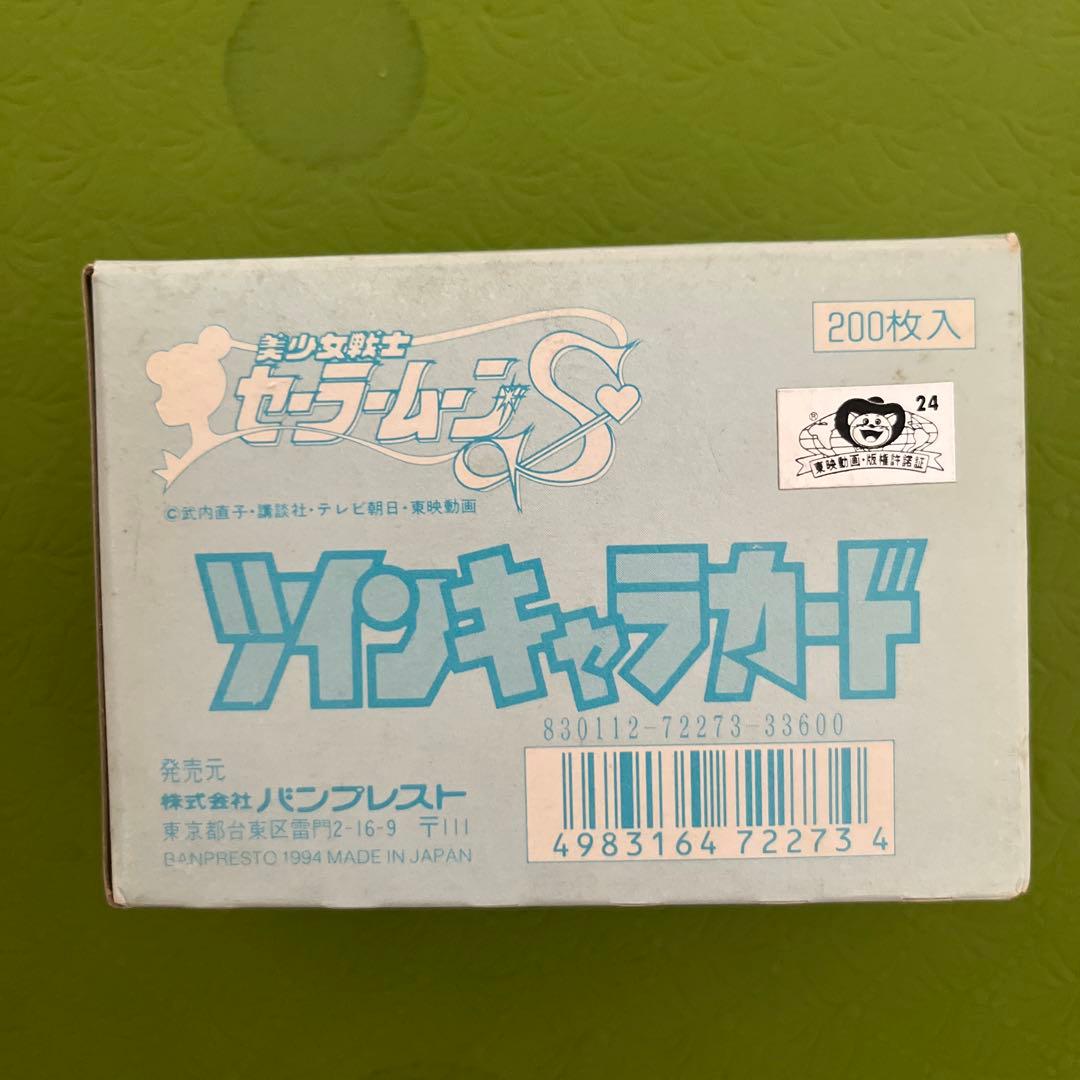 美少女戦士
セーラームーンS
200枚入
® 24
東映動画・版権許諾証
©武内直子・講談社・テレビ朝日・東映動画
ツインキャラカード
830112-72273-33600
発売元
株式会社 バンプレスト
東京都台東区雷門2-16-9 〒111
BANPRESTO 1994 MADE IN JAPAN
4983164 722734